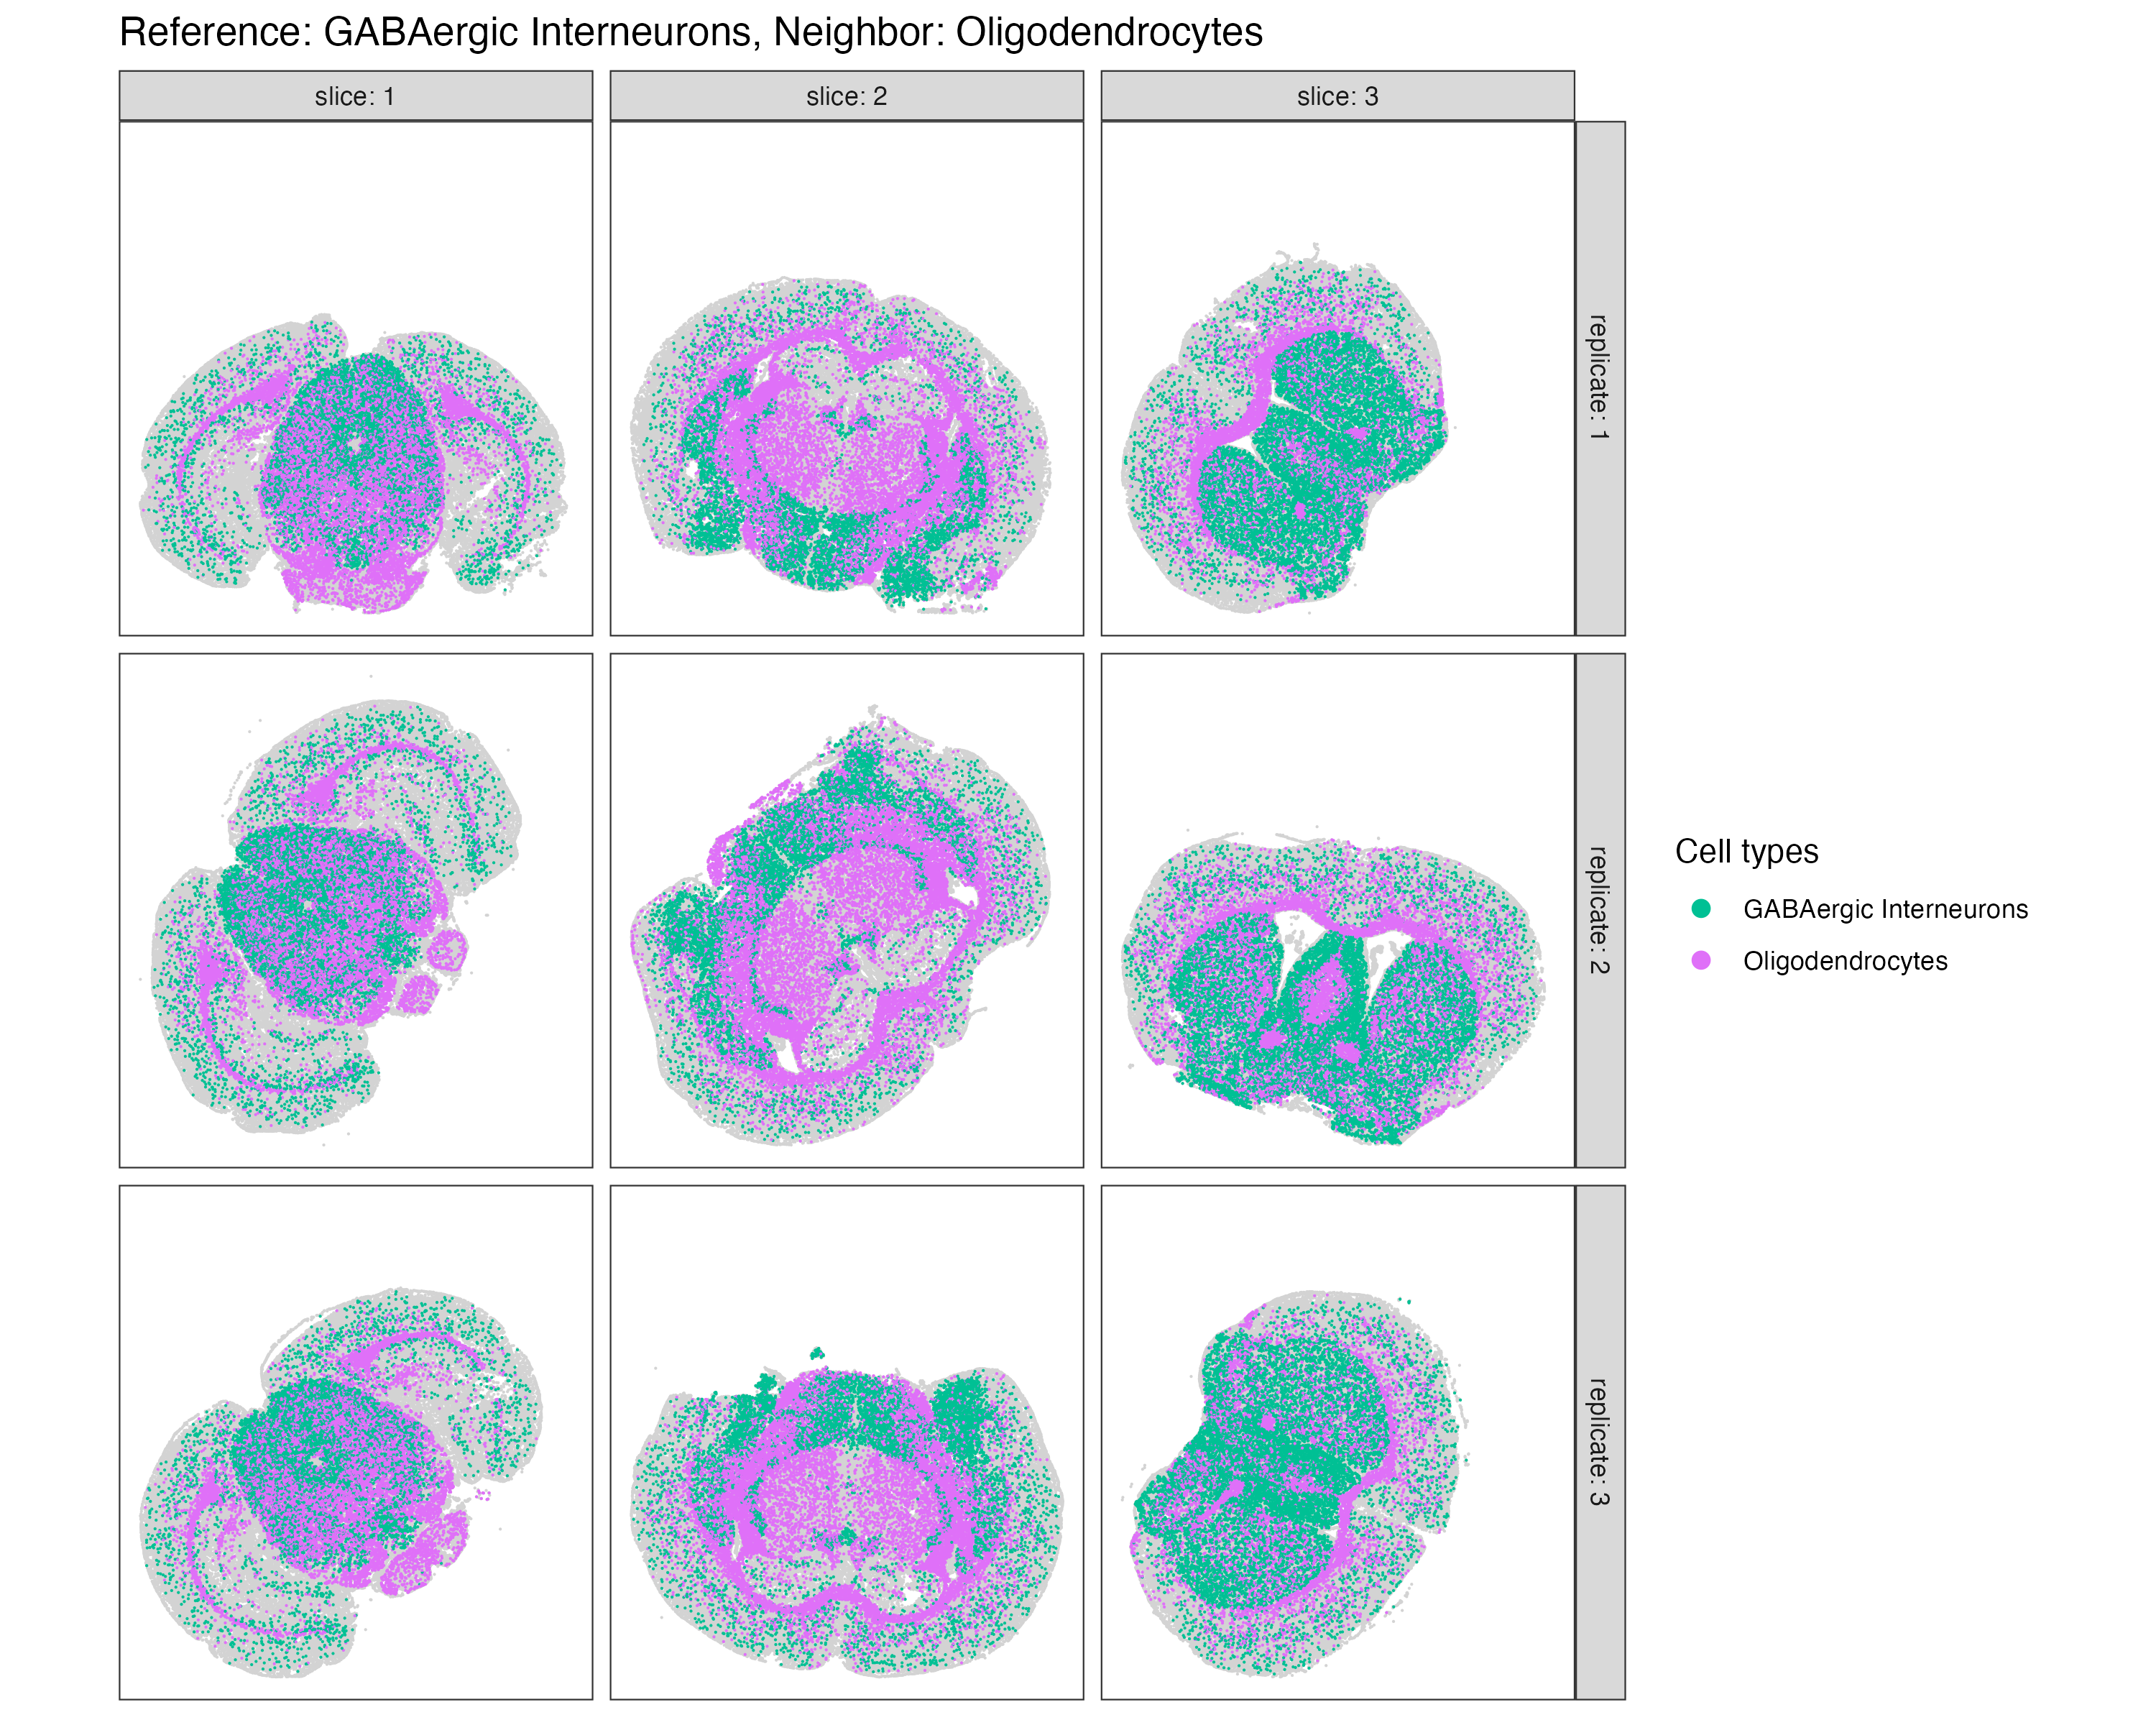 Reference: GABAergic Interneurons, Neighbor: Oligodendrocytes
slice: 1
slice: 2
slice: 3
replicate: 1
replicate: 2
replicate: 3
Cell types
GABAergic Interneurons
Oligodendrocytes